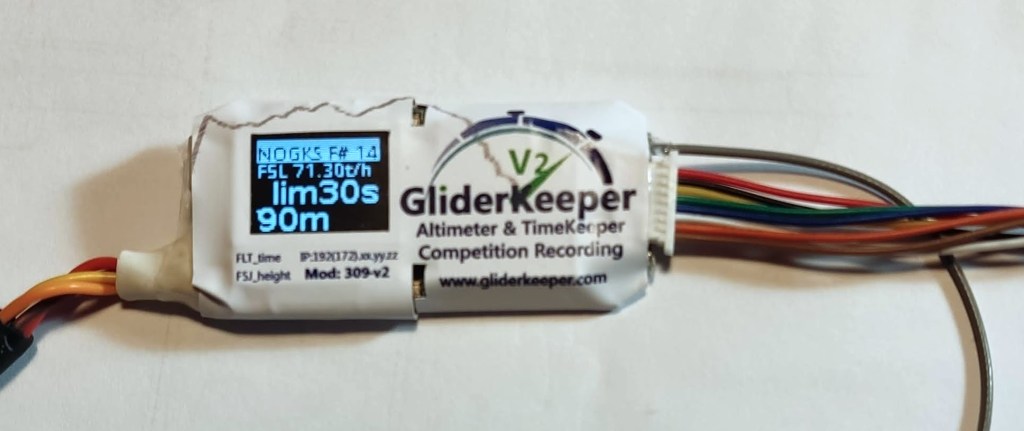 NOGKS F# 14
F5L 71.30t/h
lim30s
90m
FLT_time IP:192(172).xx.yy.zz
FSJ_height Mod: 309-v2
V2
GliderKeeper
Altimeter & TimeKeeper
Competition Recording
www.gliderkeeper.com